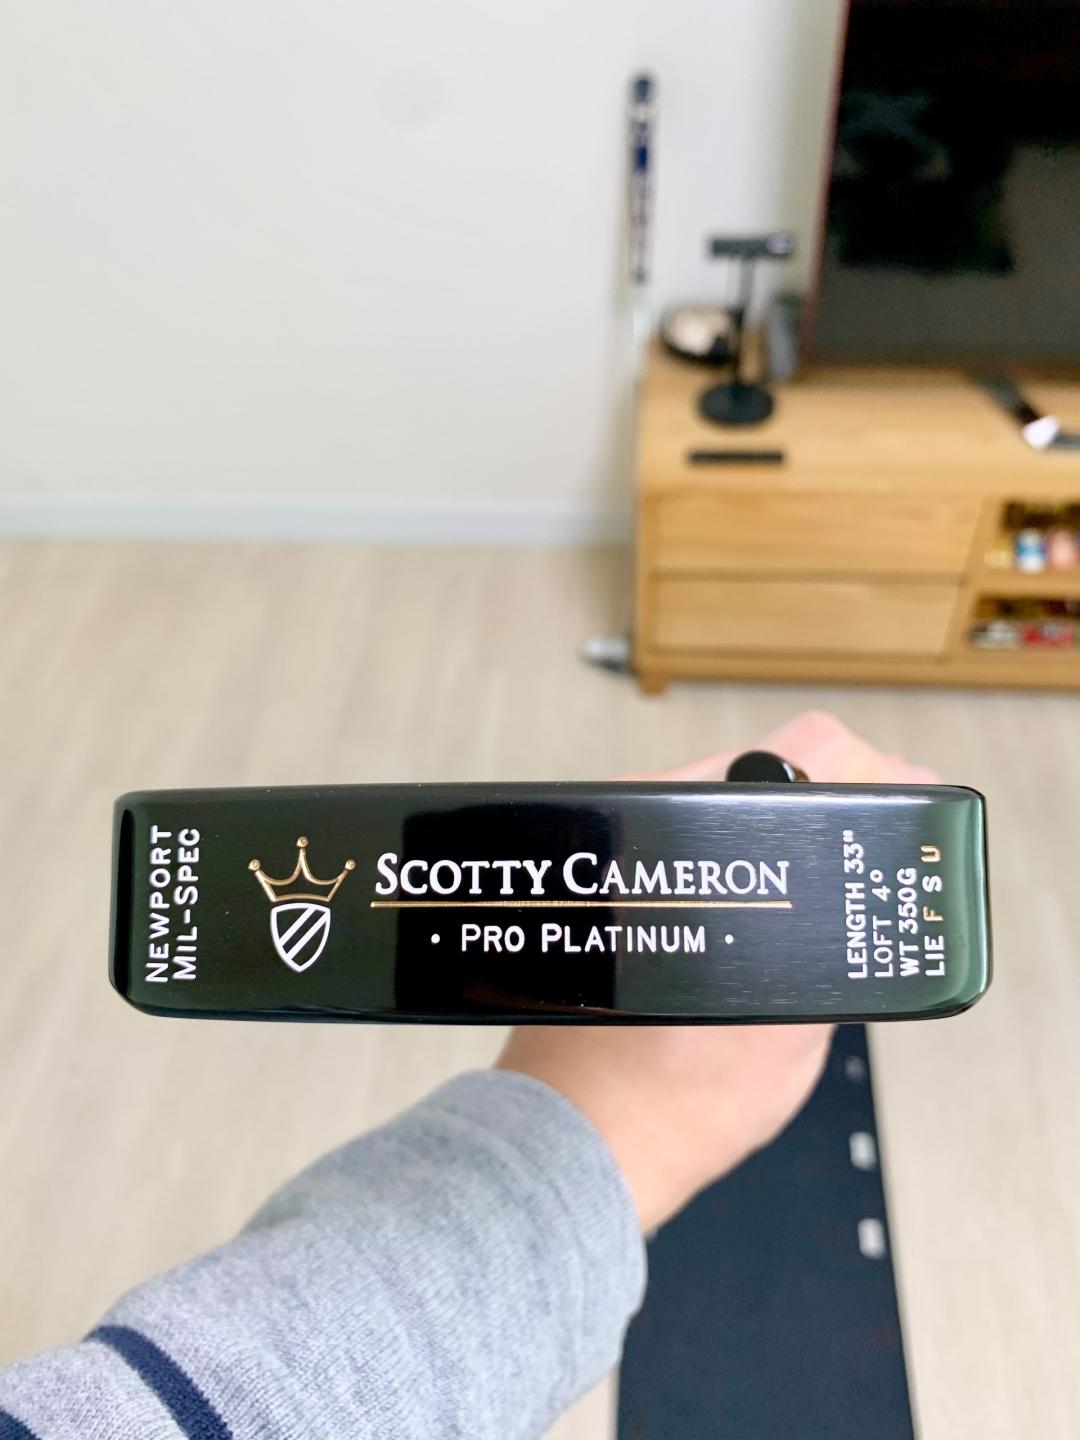 NEWPORT
MIL-SPEC
SCOTTY CAMERON
• PRO PLATINUM •
LENGTH 33"
LOFT 4°
WT 350G
LIE F S U